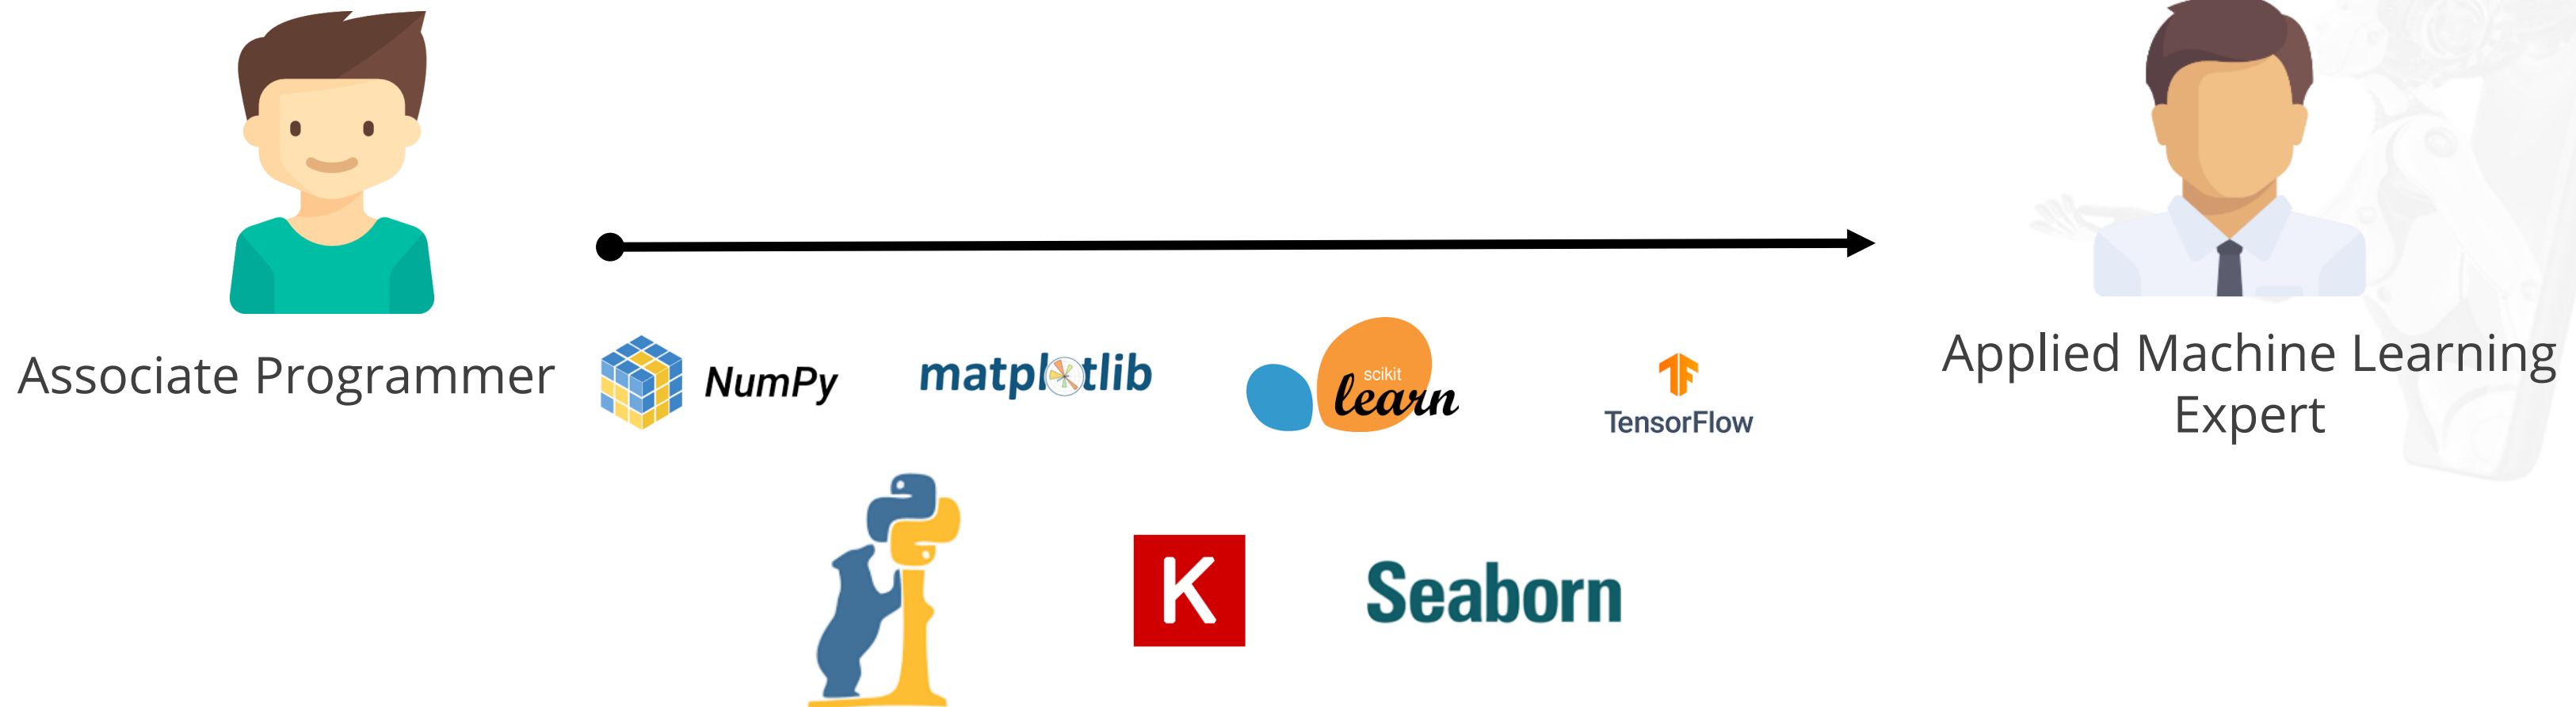 Associate Programmer
NumPy
matplotlib
scikit
learn
TensorFlow
Applied Machine Learning
Expert
K
Seaborn